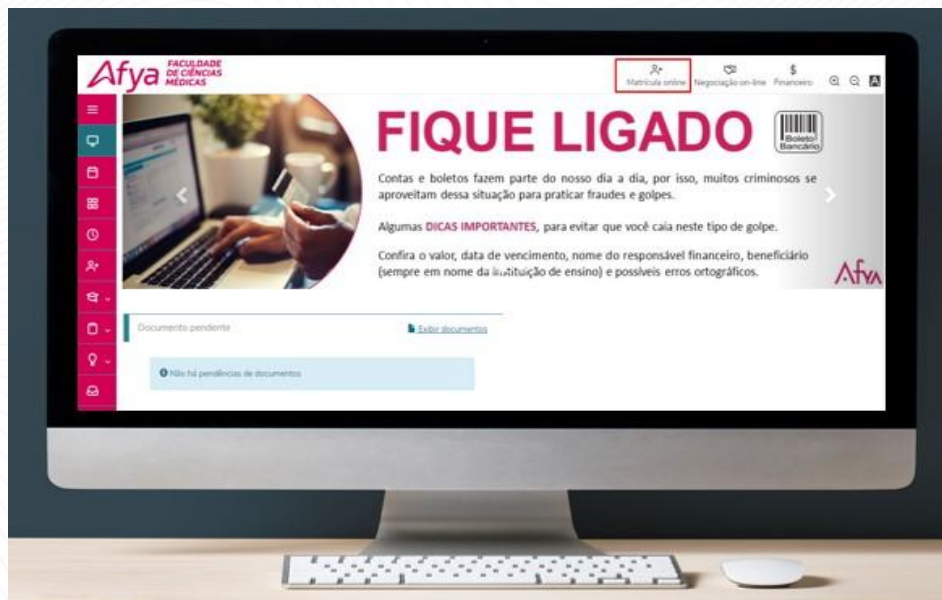 Afya FACULDADE
DE CIÊNCIAS
MÉDICAS
Matrícula online
Negociação on-line
Financeiro
A
FIQUE LIGADO
Boleto
Bancário
Contas e boletos fazem parte do nosso dia a dia, por isso, muitos criminosos se
aproveitam dessa situação para praticar fraudes e golpes.
Algumas DICAS IMPORTANTES, para evitar que você caia neste tipo de golpe.
Confira o valor, data de vencimento, nome do responsável financeiro, beneficiário
(sempre em nome da instituição de ensino) e possíveis erros ortográficos.
Afya
Documento pendente
Exibir documentos
Não há pendências de documentos